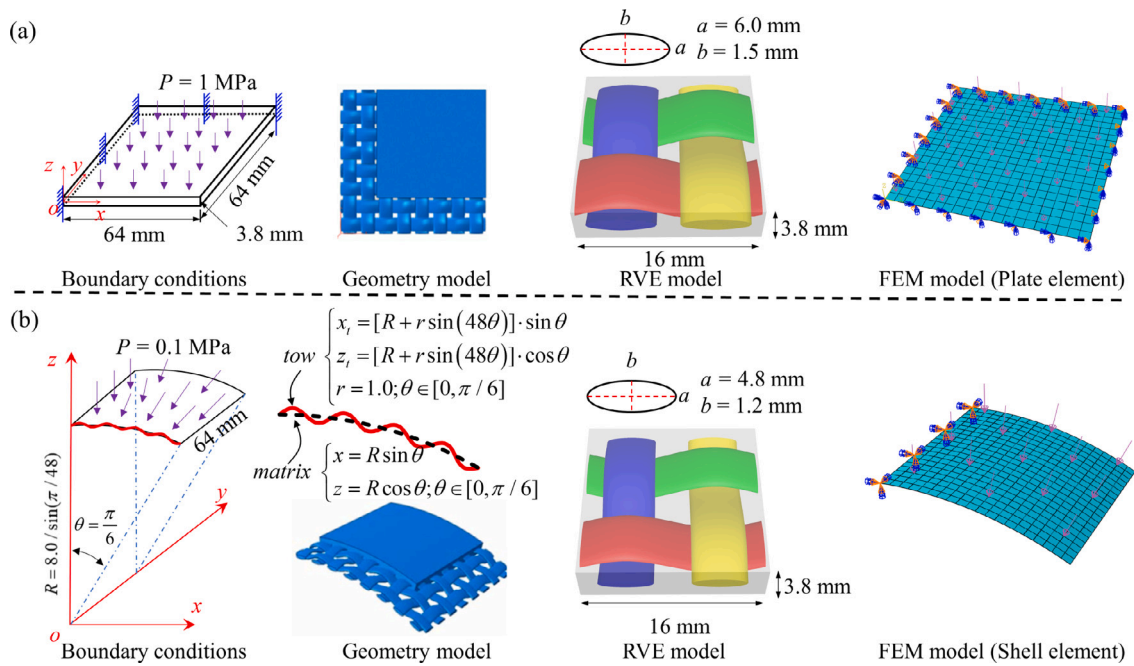 (a)
P = 1 MPa
z
y
o
x
64 mm
64 mm
3.8 mm
Boundary conditions
Geometry model
b
a
a = 6.0 mm
b = 1.5 mm
3.8 mm
16 mm
RVE model
FEM model (Plate element)
(b)
z
P = 0.1 MPa
64 mm
R = 8.0 / sin(π / 48)
θ = π/6
y
x
o
Boundary conditions
tow
x_t = [R + r sin(48θ)]· sin θ
z_t = [R + r sin(48θ)]· cos θ
r = 1.0; θ ∈ [0, π / 6]
matrix
x = R sin θ
z = R cos θ; θ ∈ [0, π / 6]
Geometry model
b
a
a = 4.8 mm
b = 1.2 mm
3.8 mm
16 mm
RVE model
FEM model (Shell element)